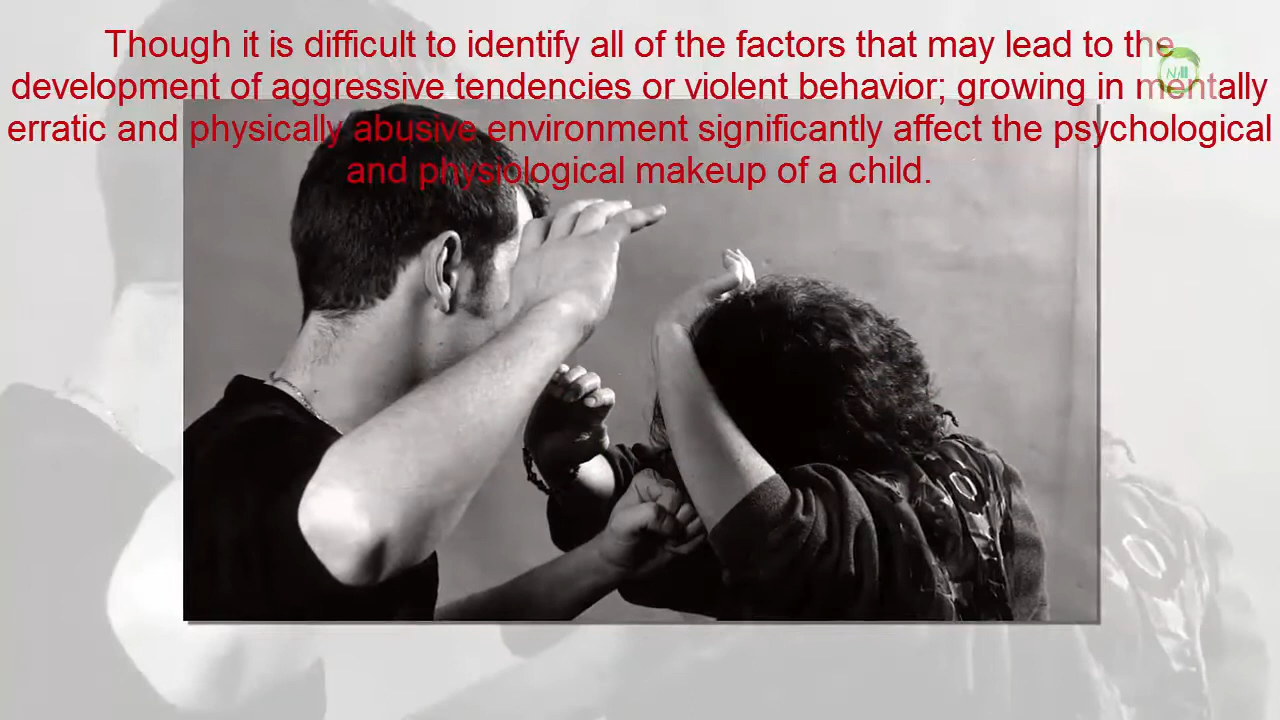 Though it is difficult to identify all of the factors that may lead to the
development of aggressive tendencies or violent behavior; growing in mentally
erratic and physically abusive environment significantly affect the psychological
and physiological makeup of a child.